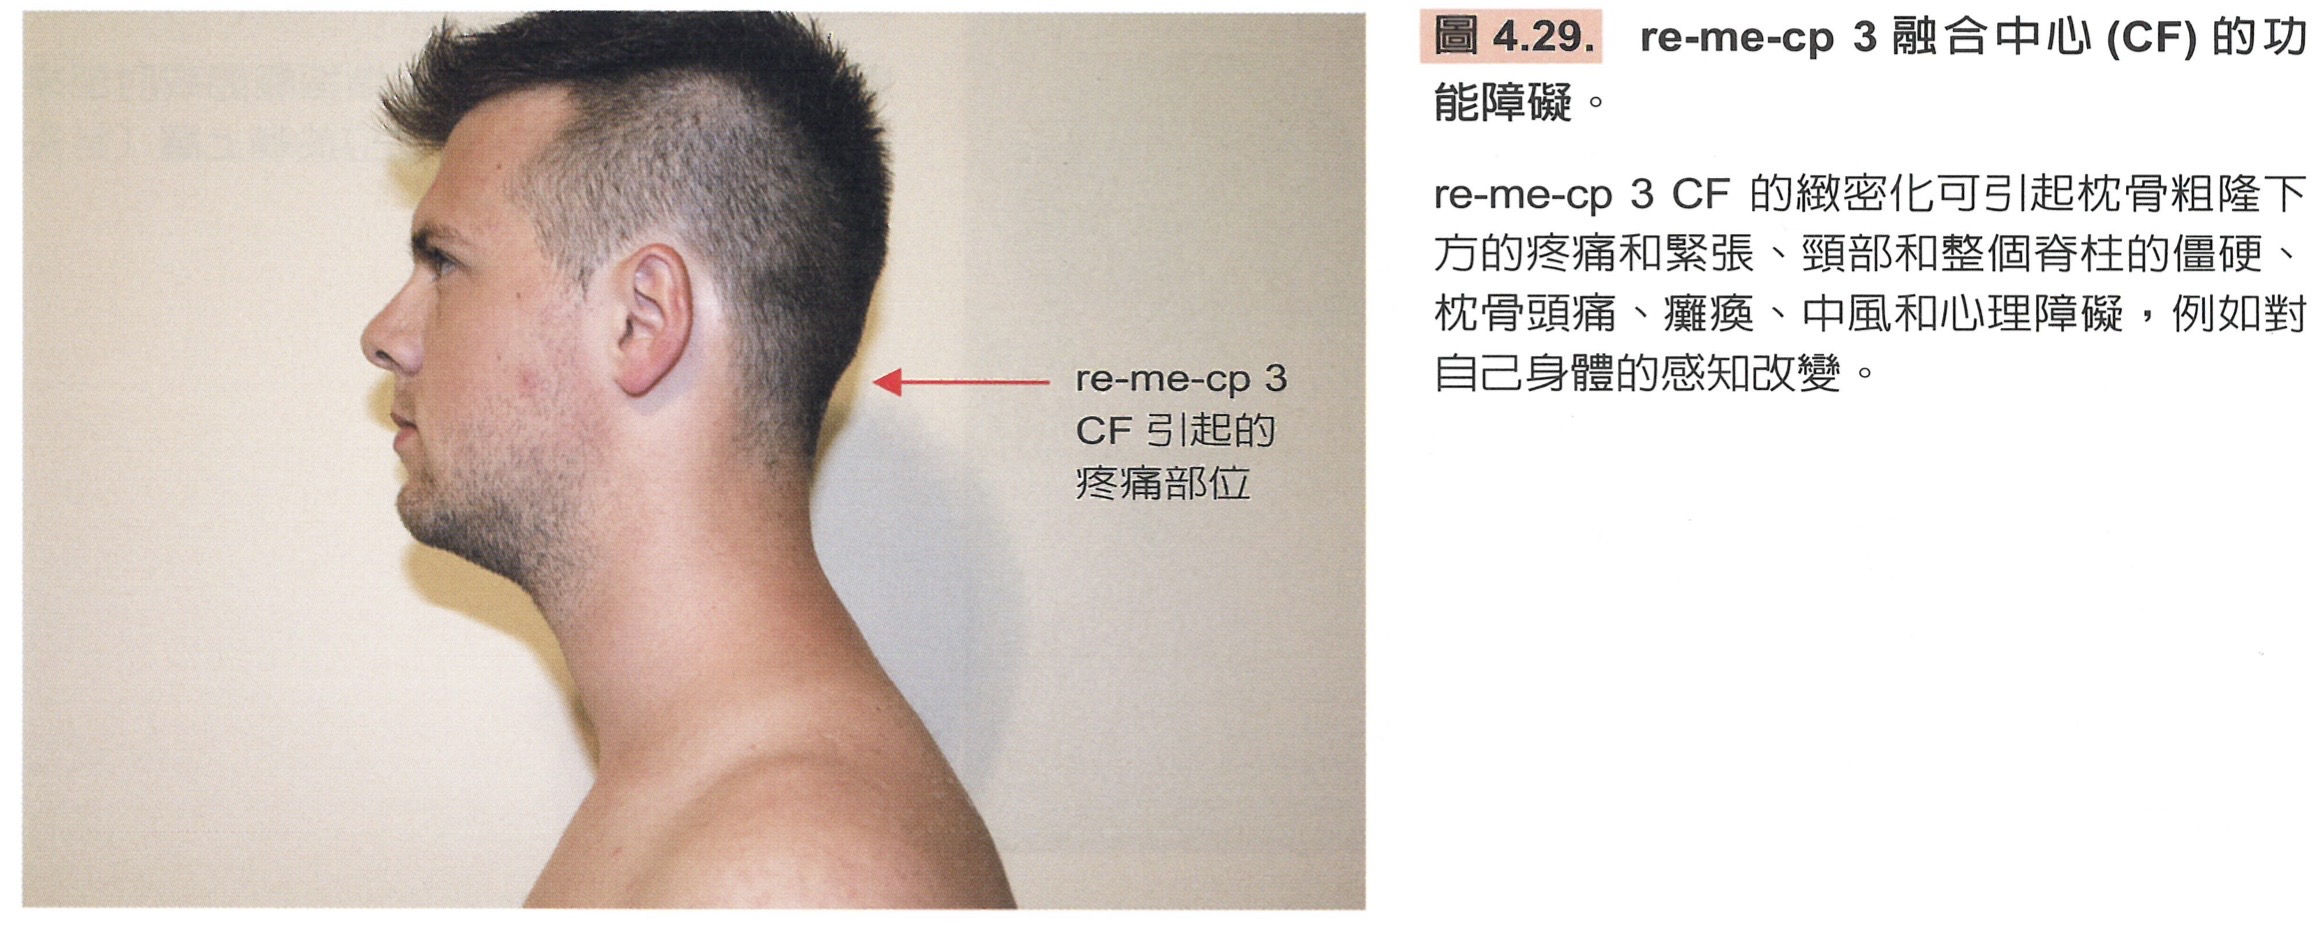 re-me-cp 3
CF 引起的
疼痛部位
圖 4.29. re-me-cp 3 融合中心 (CF) 的功
能障礙。
re-me-cp 3 CF 的緻密化可引起枕骨粗隆下
方的疼痛和緊張、頸部和整個脊柱的僵硬、
枕骨頭痛、癱瘓、中風和心理障礙，例如對
自己身體的感知改變。